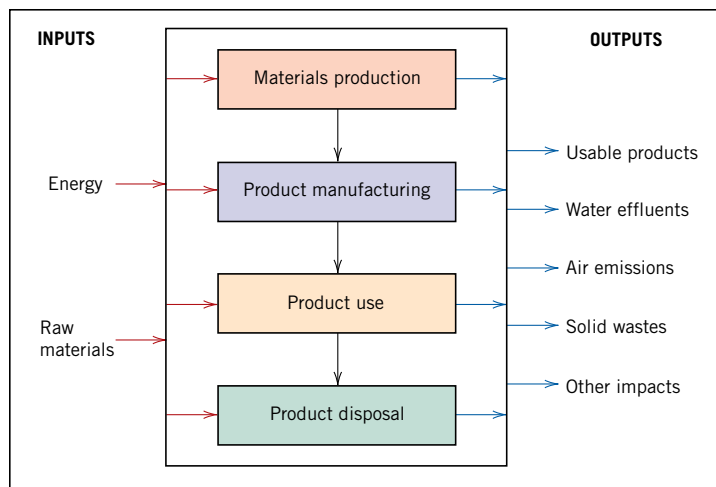 INPUTS
OUTPUTS
Materials production
Usable products
Energy
Product manufacturing
Water effluents
Air emissions
Product use
Raw
materials
Solid wastes
Other impacts
Product disposal